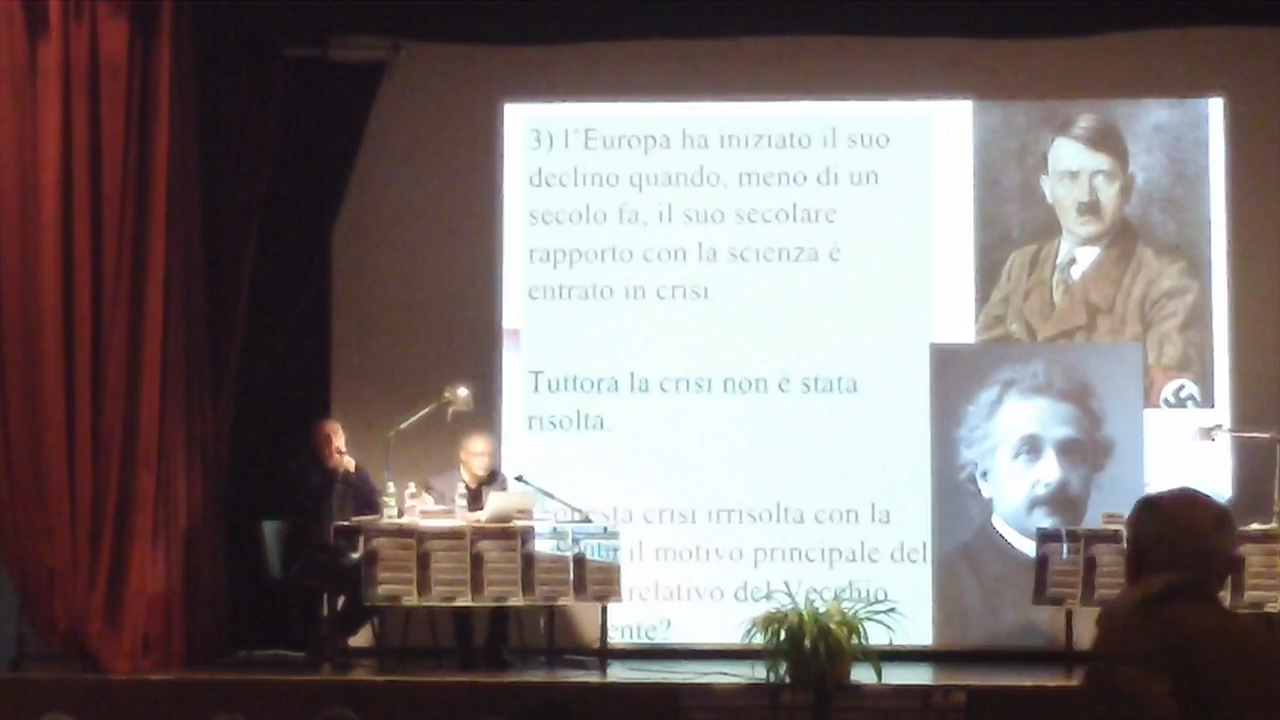 3) l'Europa ha iniziato il suo
declino quando, meno di un
secolo fa, il suo secolare
rapporto con la scienza è
entrato in crisi.
Tuttora la crisi non è stata
risolta.
questa crisi irrisolta con la
il motivo principale del
relativo del Vecchio
ente?